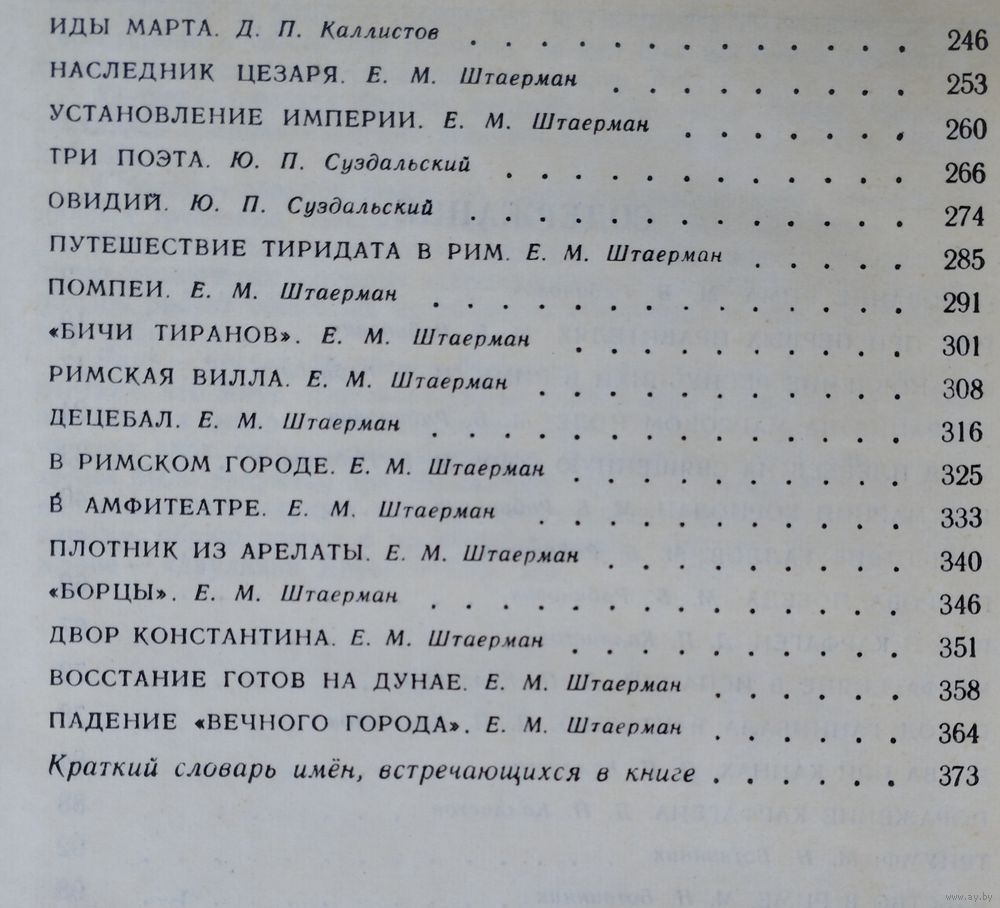 ИДЫ МАРТА. Д. П. Каллистов . . . . . . . . . . . . . 246
НАСЛЕДНИК ЦЕЗАРЯ. Е. М. Штаерман . . . . . . . . . 253
УСТАНОВЛЕНИЕ ИМПЕРИИ. Е. М. Штаерман . . . . . . . 260
ТРИ ПОЭТА. Ю. П. Суздальский . . . . . . . . . . . . 266
ОВИДИЙ. Ю. П. Суздальский . . . . . . . . . . . . . 274
ПУТЕШЕСТВИЕ ТИРИДАТА В РИМ. Е. М. Штаерман . . . . . 285
ПОМПЕИ. Е. М. Штаерман . . . . . . . . . . . . . . 291
«БИЧИ ТИРАНОВ». Е. М. Штаерман . . . . . . . . . . 301
РИМСКАЯ ВИЛЛА. Е. М. Штаерман . . . . . . . . . . . 308
ДЕЦЕБАЛ. Е. М. Штаерман . . . . . . . . . . . . . . 316
В РИМСКОМ ГОРОДЕ. Е. М. Штаерман . . . . . . . . . . 325
В АМФИТЕАТРЕ. Е. М. Штаерман . . . . . . . . . . . 333
ПЛОТНИК ИЗ АРЕЛАТЫ. Е. М. Штаерман . . . . . . . . . 340
«БОРЦЫ». Е. М. Штаерман . . . . . . . . . . . . . . 346
ДВОР КОНСТАНТИНА. Е. М. Штаерман . . . . . . . . . . 351
ВОССТАНИЕ ГОТОВ НА ДУНАЕ. Е. М. Штаерман . . . . . . 358
ПАДЕНИЕ «ВЕЧНОГО ГОРОДА». Е. М. Штаерман . . . . . . 364
Краткий словарь имён, встречающихся в книге . . . . . . 373
www.ay.by